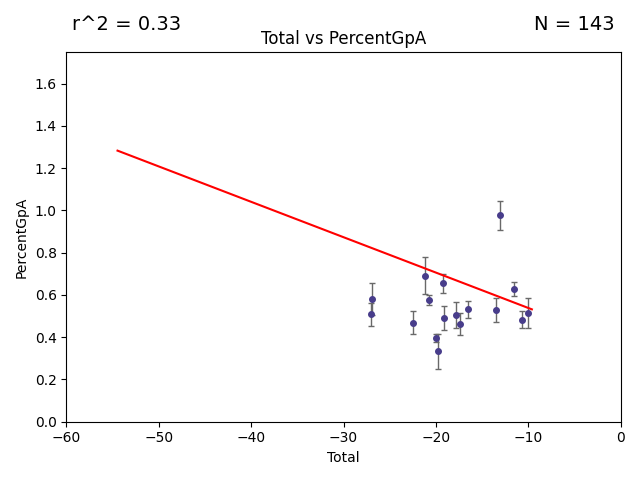 r^2 = 0.33
N = 143
Total vs PercentGpA
1.6
1.4
1.2
1.0
0.8
0.6
0.4
0.2
0.0
PercentGpA
−60 −50 −40 −30 −20 −10 0
Total